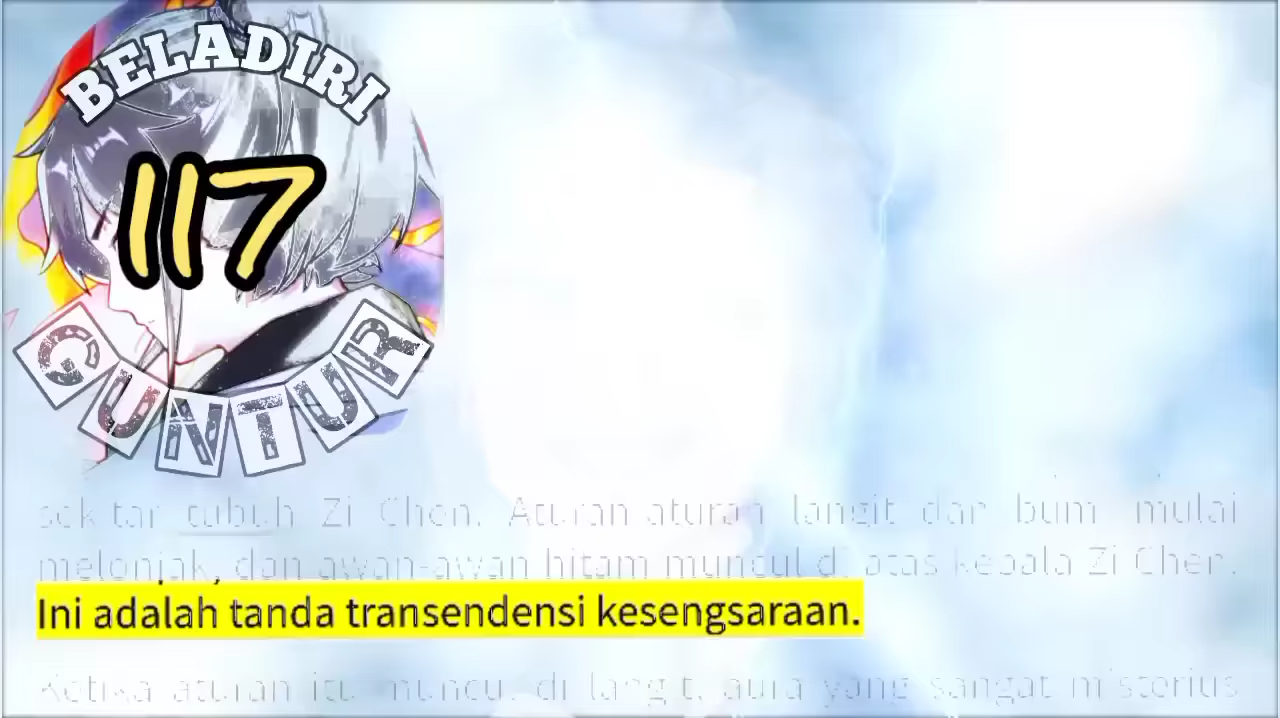 BELADIRI
117
GUNTUR
sekitar tubuh Zi Chen. Aturan-aturan langit dan bumi mulai
melonjak, dan awan-awan hitam muncul di atas kepala Zi Chen.
Ini adalah tanda transendensi kesengsaraan.
Ketika aturan itu muncul di langit, aura yang sangat misterius